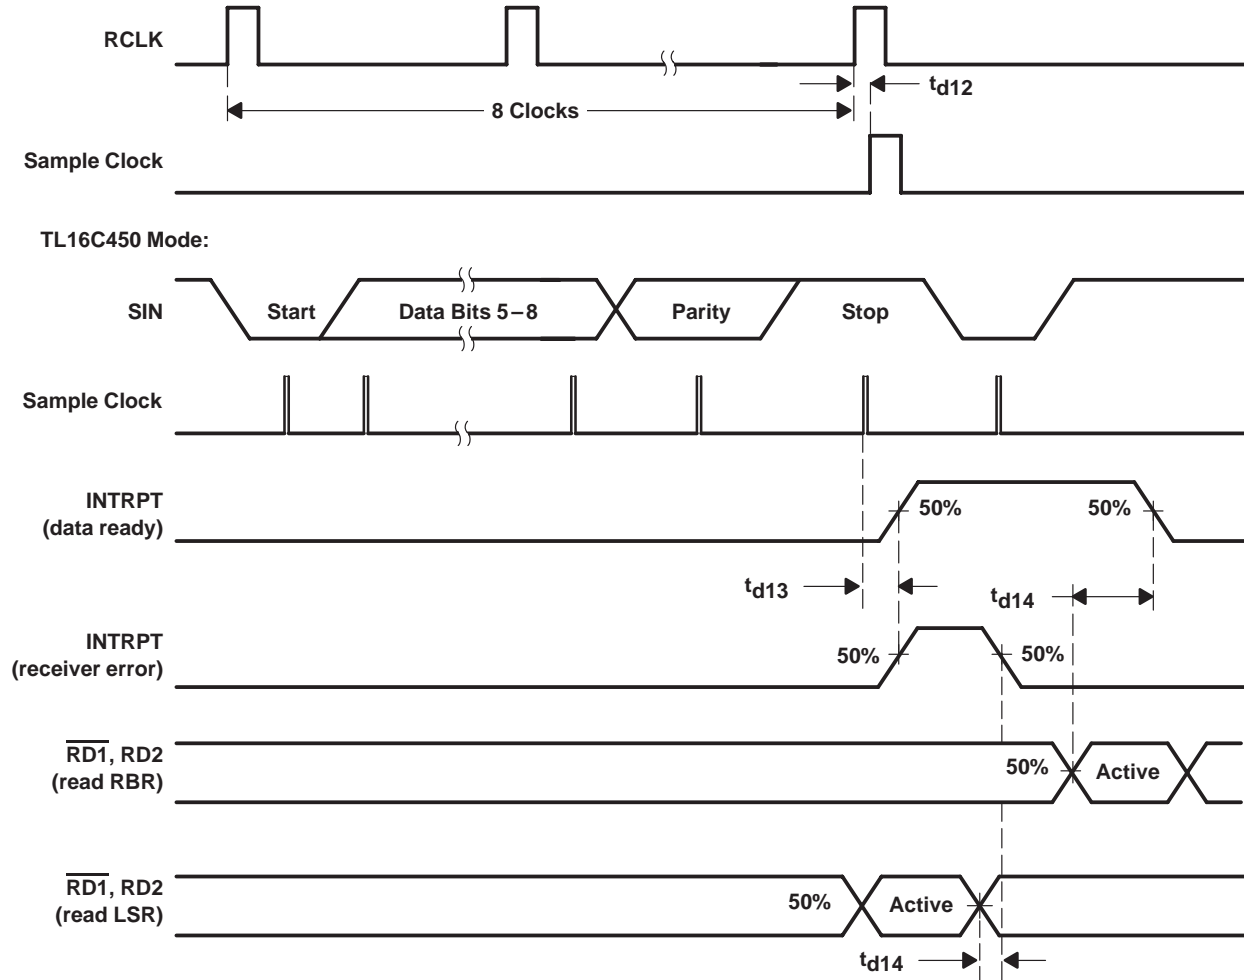 RCLK
td12
8 Clocks
Sample Clock
TL16C450 Mode:
SIN
Start
Data Bits 5–8
Parity
Stop
Sample Clock
INTRPT
(data ready)
50%
50%
td13
td14
INTRPT
(receiver error)
50%
50%
RD1, RD2
(read RBR)
50%
Active
RD1, RD2
(read LSR)
50%
Active
td14